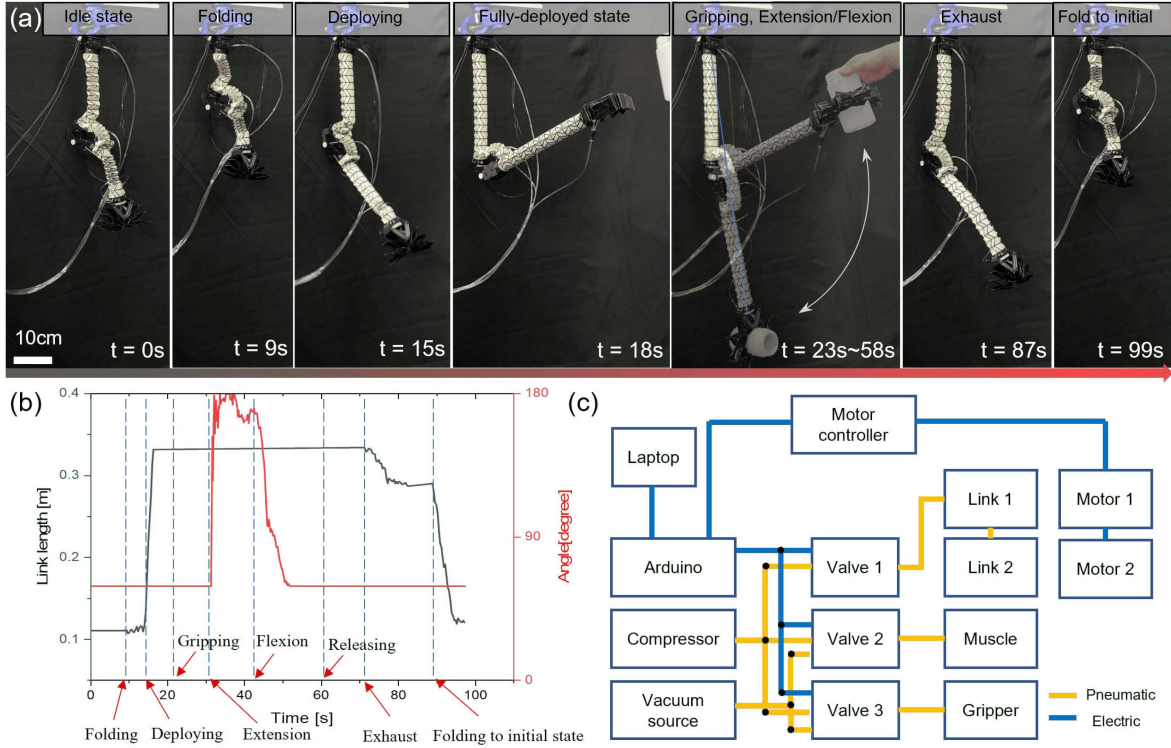 (a)
Idle state
Folding
Deploying
Fully-deployed state
Gripping, Extension/Flexion
Exhaust
Fold to initial
10cm
t = 0s
t = 9s
t = 15s
t = 18s
t = 23s~58s
t = 87s
t = 99s
(b)
0.4
0.3
0.2
0.1
Link length [m]
180
90
0
Angle[degree]
Gripping
Flexion
Releasing
0
20
40
60
80
100
Time [s]
Folding
Deploying
Extension
Exhaust
Folding to initial state
(c)
Motor
controller
Laptop
Link 1
Motor 1
Arduino
Valve 1
Link 2
Motor 2
Compressor
Valve 2
Muscle
Vacuum
source
Valve 3
Gripper
Pneumatic
Electric